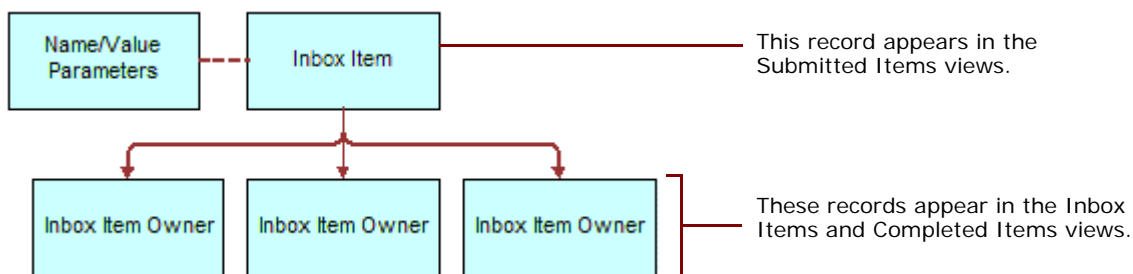 Name/Value
Parameters
Inbox Item
This record appears in the
Submitted Items views.
Inbox Item Owner
Inbox Item Owner
Inbox Item Owner
These records appear in the Inbox
Items and Completed Items views.